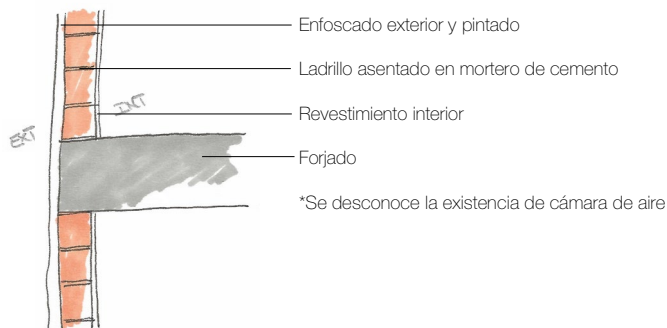 Enfoscado exterior y pintado
Ladrillo asentado en mortero de cemento
INT
Revestimiento interior
EXT
Forjado
*Se desconoce la existencia de cámara de aire